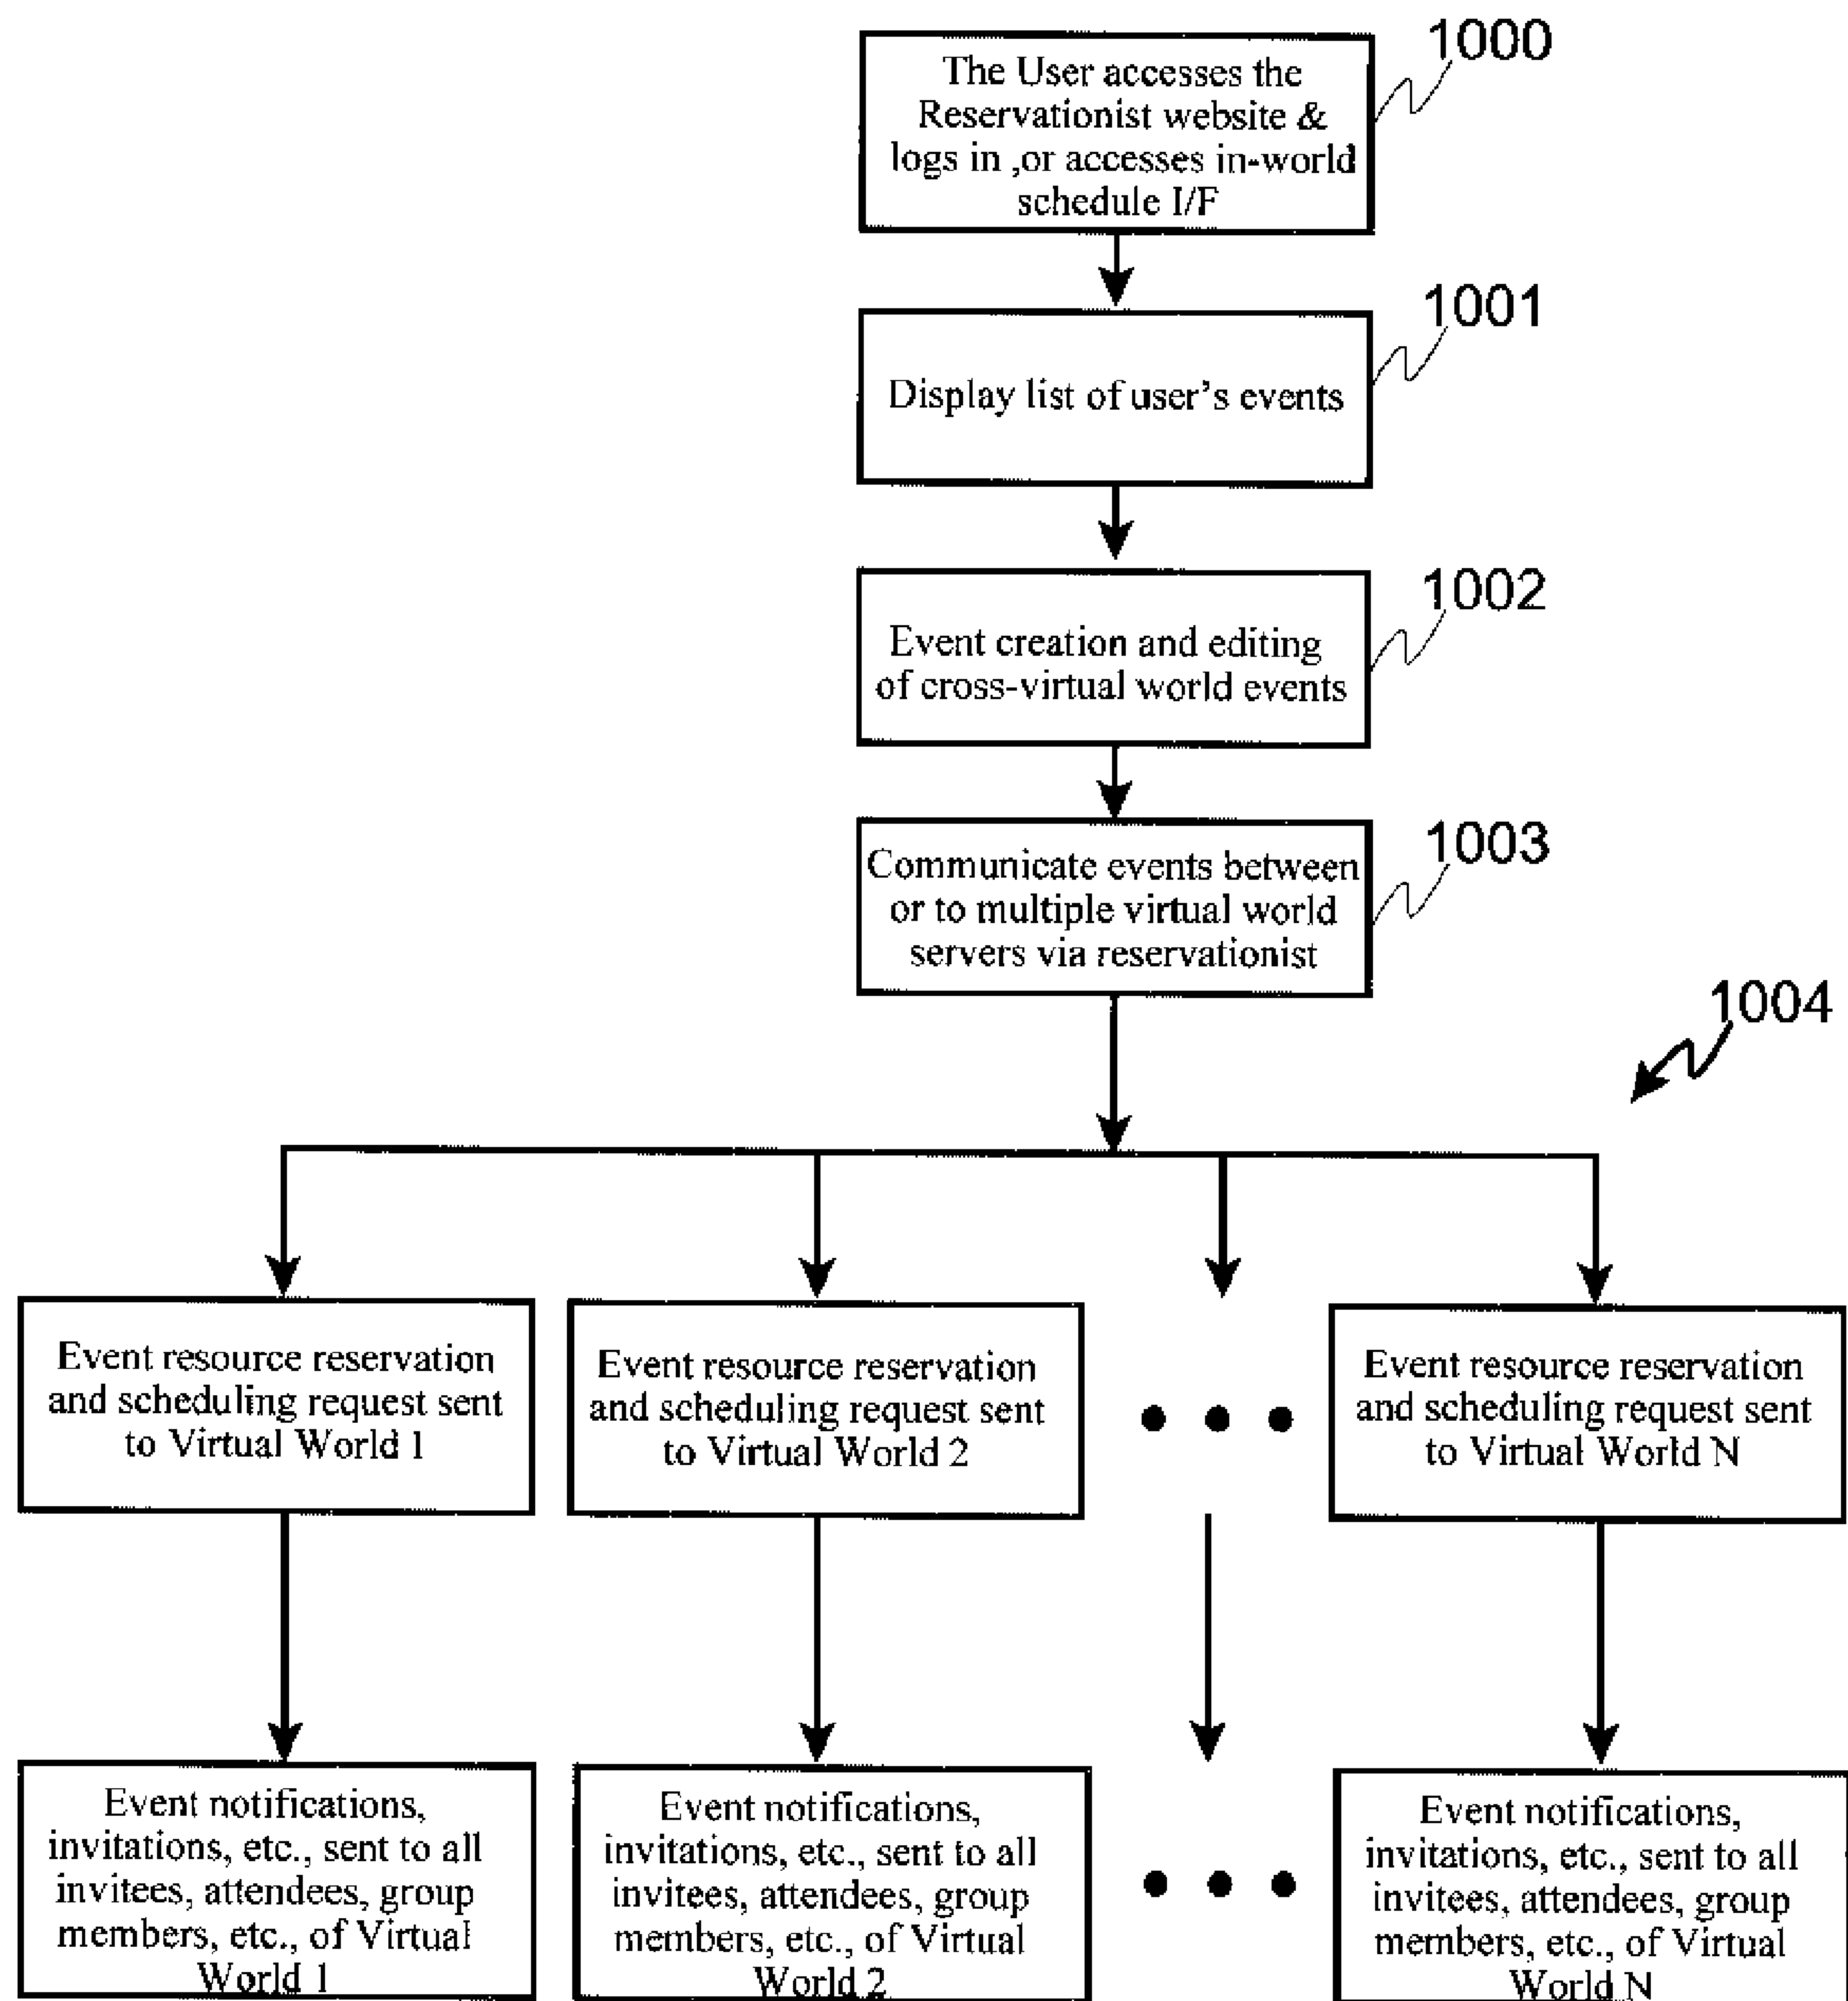 1000
The User accesses the
Reservationist website &
logs in ,or accesses in-world
schedule I/F
1001
Display list of user's events
1002
Event creation and editing
of cross-virtual world events
1003
Communicate events between
or to multiple virtual world
servers via reservationist
1004
Event resource reservation
and scheduling request sent
to Virtual World 1
Event resource reservation
and scheduling request sent
to Virtual World 2
Event resource reservation
and scheduling request sent
to Virtual World N
Event notifications,
invitations, etc., sent to all
invitees, attendees, group
members, etc., of Virtual
World 1
Event notifications,
invitations, etc., sent to all
invitees, attendees, group
members, etc., of Virtual
World 2
Event notifications,
invitations, etc., sent to all
invitees, attendees, group
members, etc., of Virtual
World N